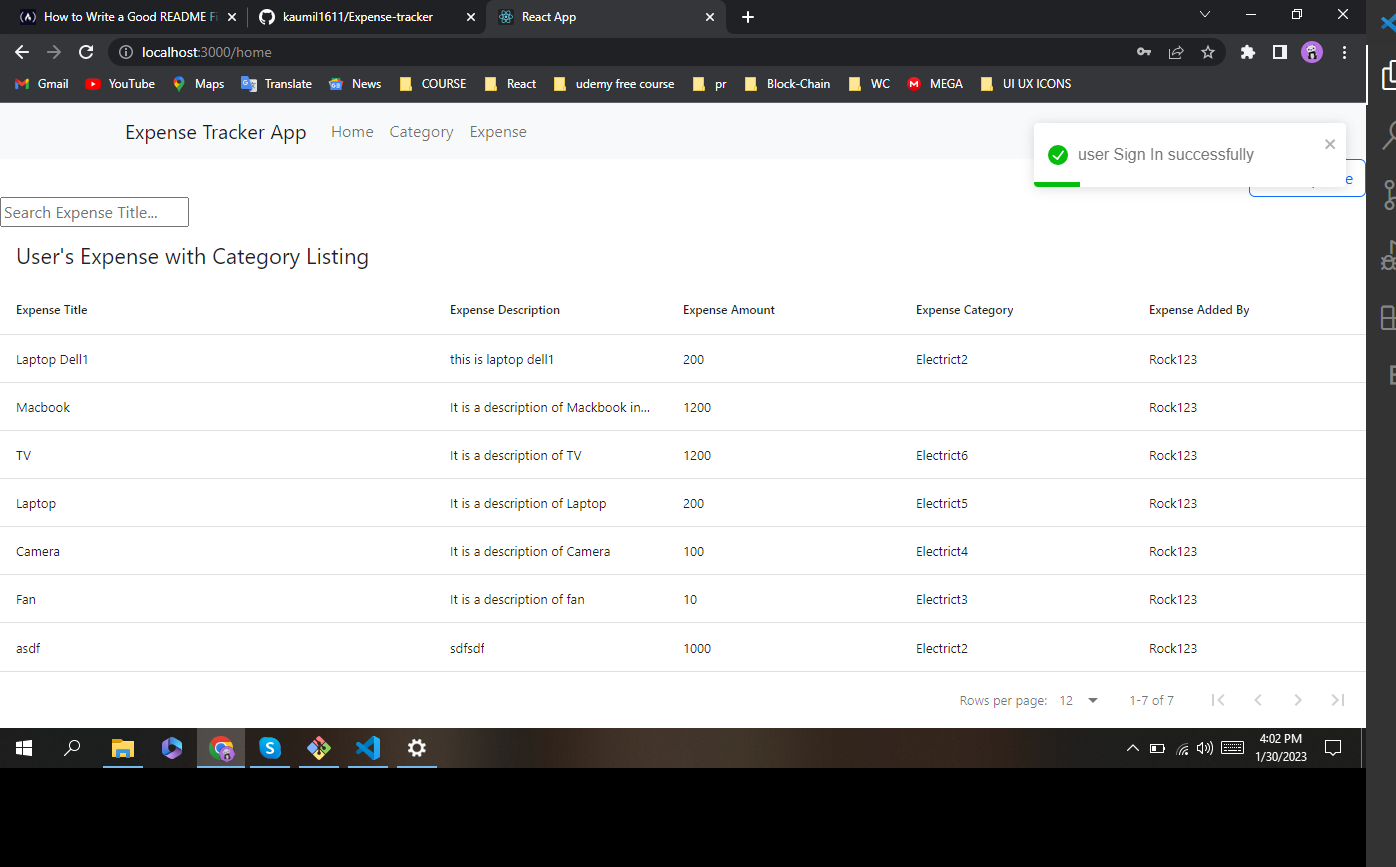 How to Write a Good README Fi
kaumil1611/Expense-tracker
React App
localhost:3000/home
Gmail YouTube Maps Translate News COURSE React udemy free course pr Block-Chain WC MEGA UI UX ICONS
Expense Tracker App Home Category Expense
user Sign In successfully
Search Expense Title...
User's Expense with Category Listing
Expense Title Expense Description Expense Amount Expense Category Expense Added By
Laptop Dell1 this is laptop dell1 200 Electrict2 Rock123
Macbook It is a description of Mackbook in... 1200 Rock123
TV It is a description of TV 1200 Electrict6 Rock123
Laptop It is a description of Laptop 200 Electrict5 Rock123
Camera It is a description of Camera 100 Electrict4 Rock123
Fan It is a description of fan 10 Electrict3 Rock123
asdf sdfsdf 1000 Electrict2 Rock123
Rows per page: 12 1-7 of 7
4:02 PM
1/30/2023